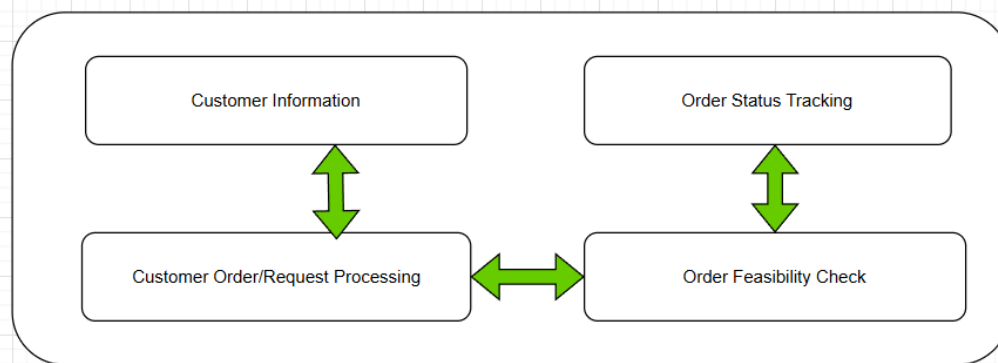 Customer Information
Order Status Tracking
Customer Order/Request Processing
Order Feasibility Check